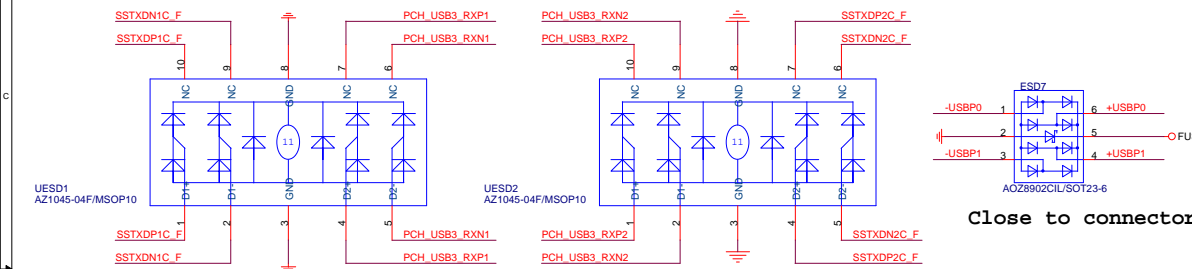 SSTXDN1C_F
PCH_USB3_RXP1
PCH_USB3_RXN2
SSTXDP2C_F
SSTXDP1C_F
PCH_USB3_RXN1
PCH_USB3_RXP2
SSTXDN2C_F
10
9
8
7
6
10
9
8
7
6
NC
NC
GND
NC
NC
NC
NC
GND
NC
NC
C
ESD7
-USBP0
1
6
+USBP0
2
5
FU
-USBP1
3
4
+USBP1
AOZ8902CIL/SOT23-6
11
11
UESD1
AZ1045-04F/MSOP10
UESD2
AZ1045-04F/MSOP10
D1+
D1-
GND
D2+
D2-
D1+
D1-
GND
D2+
D2-
1
2
3
4
5
1
2
3
4
5
Close to connector
SSTXDP1C_F
PCH_USB3_RXN1
PCH_USB3_RXP2
SSTXDN2C_F
SSTXDN1C_F
PCH_USB3_RXP1
PCH_USB3_RXN2
SSTXDP2C_F